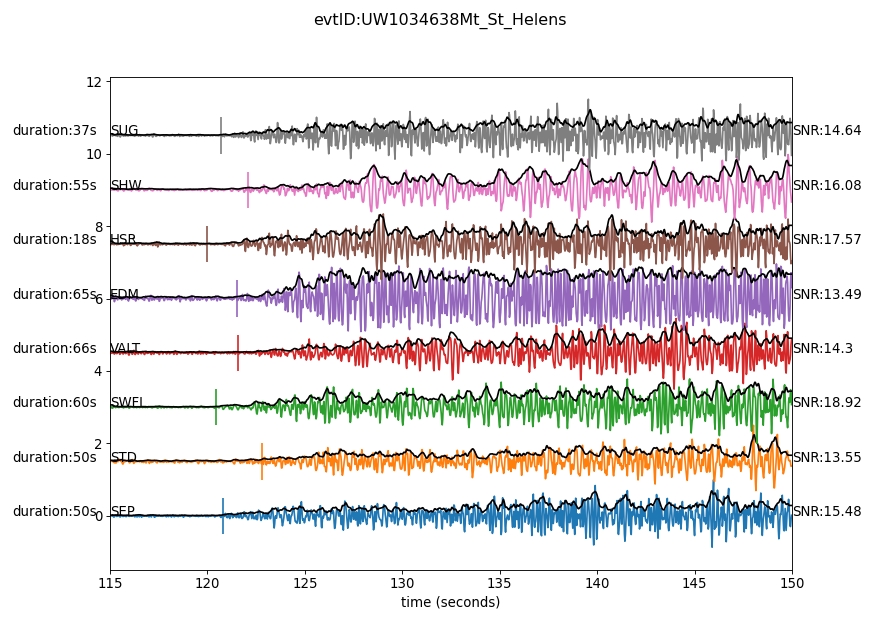 evtID:UW1034638Mt_St_Helens
12
duration:37s SUG SNR:14.64
10
duration:55s SHW SNR:16.08
8
duration:18s HSR SNR:17.57
duration:65s EDM SNR:13.49
6
duration:66s VALT SNR:14.3
4
duration:60s SWFL SNR:18.92
2
duration:50s STD SNR:13.55
duration:50s SEP SNR:15.48
0
115 120 125 130 135 140 145 150
time (seconds)